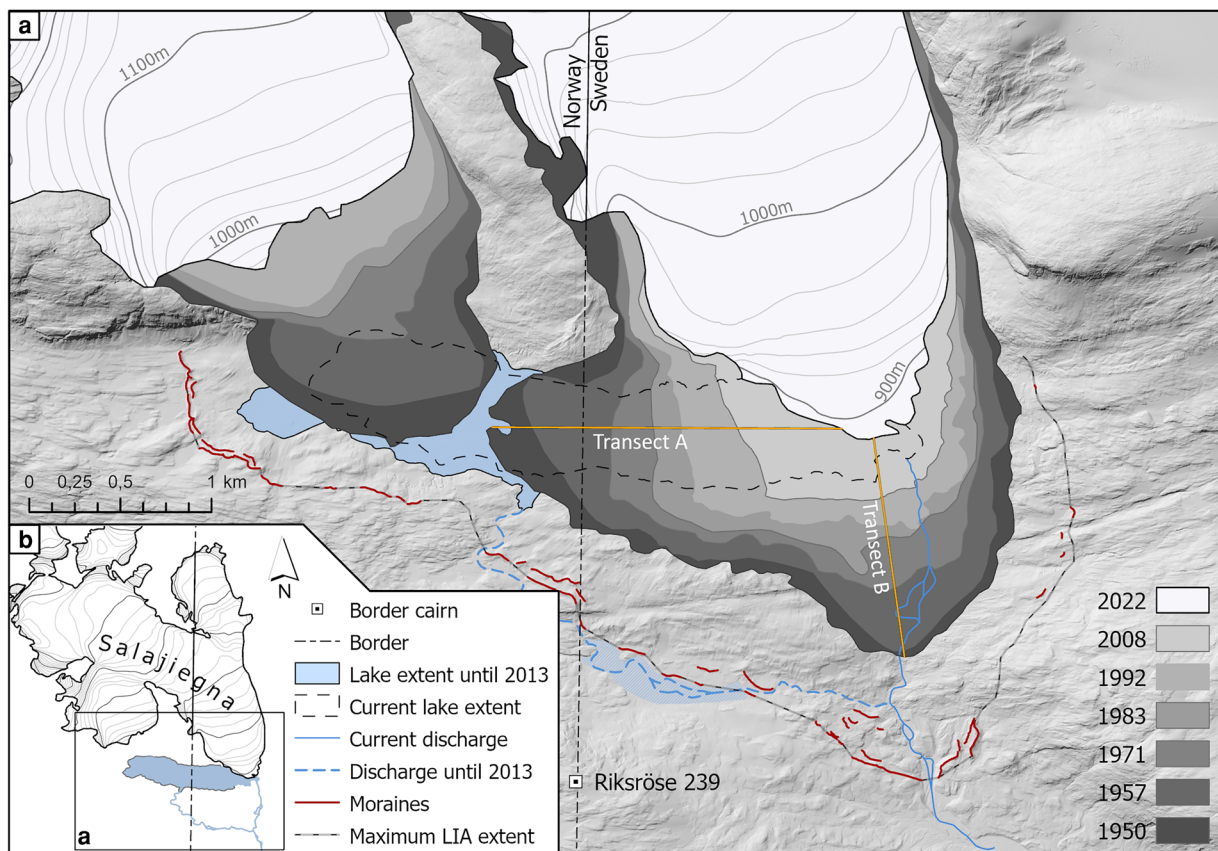 a
1100m
Norway
Sweden
1000m
1000m
900m
Transect A
Transect B
0 0,25 0,5 1 km
b
N
Salajiegna
a
Border cairn
Border
Lake extent until 2013
Current lake extent
Current discharge
Discharge until 2013
Moraines
Maximum LIA extent
Riksröse 239
2022
2008
1992
1983
1971
1957
1950